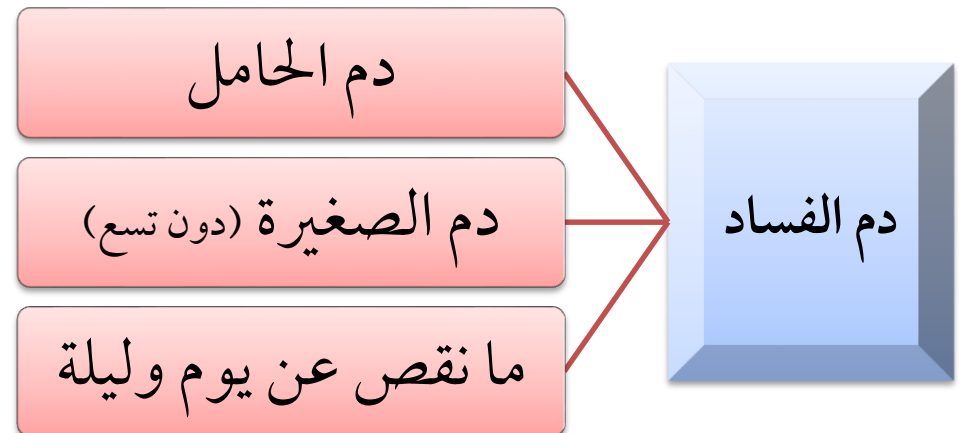 دم الفساد
دم الحامل
دم الصغيرة (دون تسع)
ما نقص عن يوم وليلة